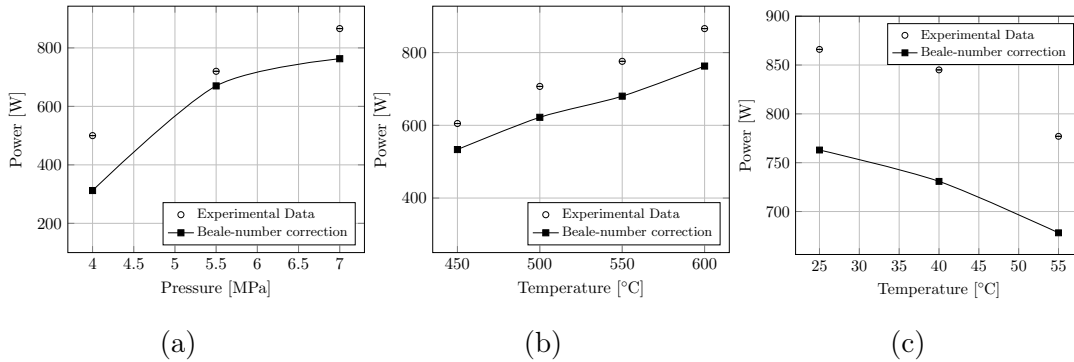 800
600
400
200
4
4.5
5
5.5
6
6.5
7
Power [W]
Pressure [MPa]
Experimental Data
Beale-number correction
(a)
800
600
400
450
500
550
600
Power [W]
Temperature [°C]
Experimental Data
Beale-number correction
(b)
900
850
800
750
700
25
30
35
40
45
50
55
Power [W]
Temperature [°C]
Experimental Data
Beale-number correction
(c)